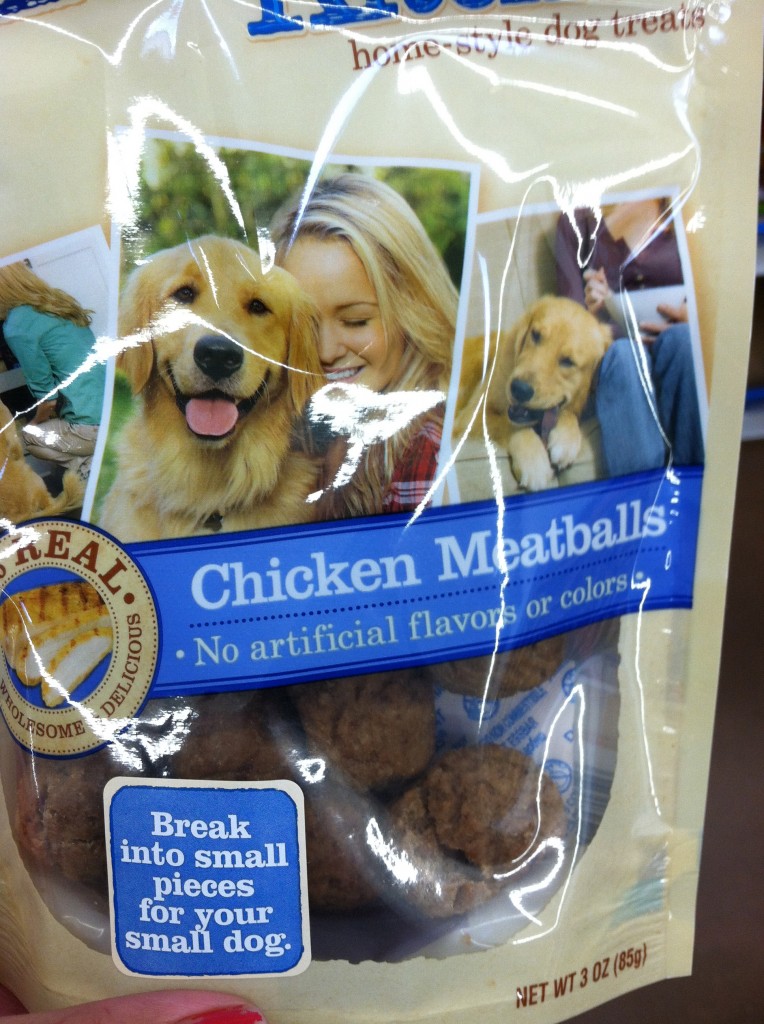 home-style dog treats
REAL
WHOLESOME
DELICIOUS
Chicken Meatballs
• No artificial flavors or colors •
Break
into small
pieces
for your
small dog.
NET WT 3 OZ (85g)